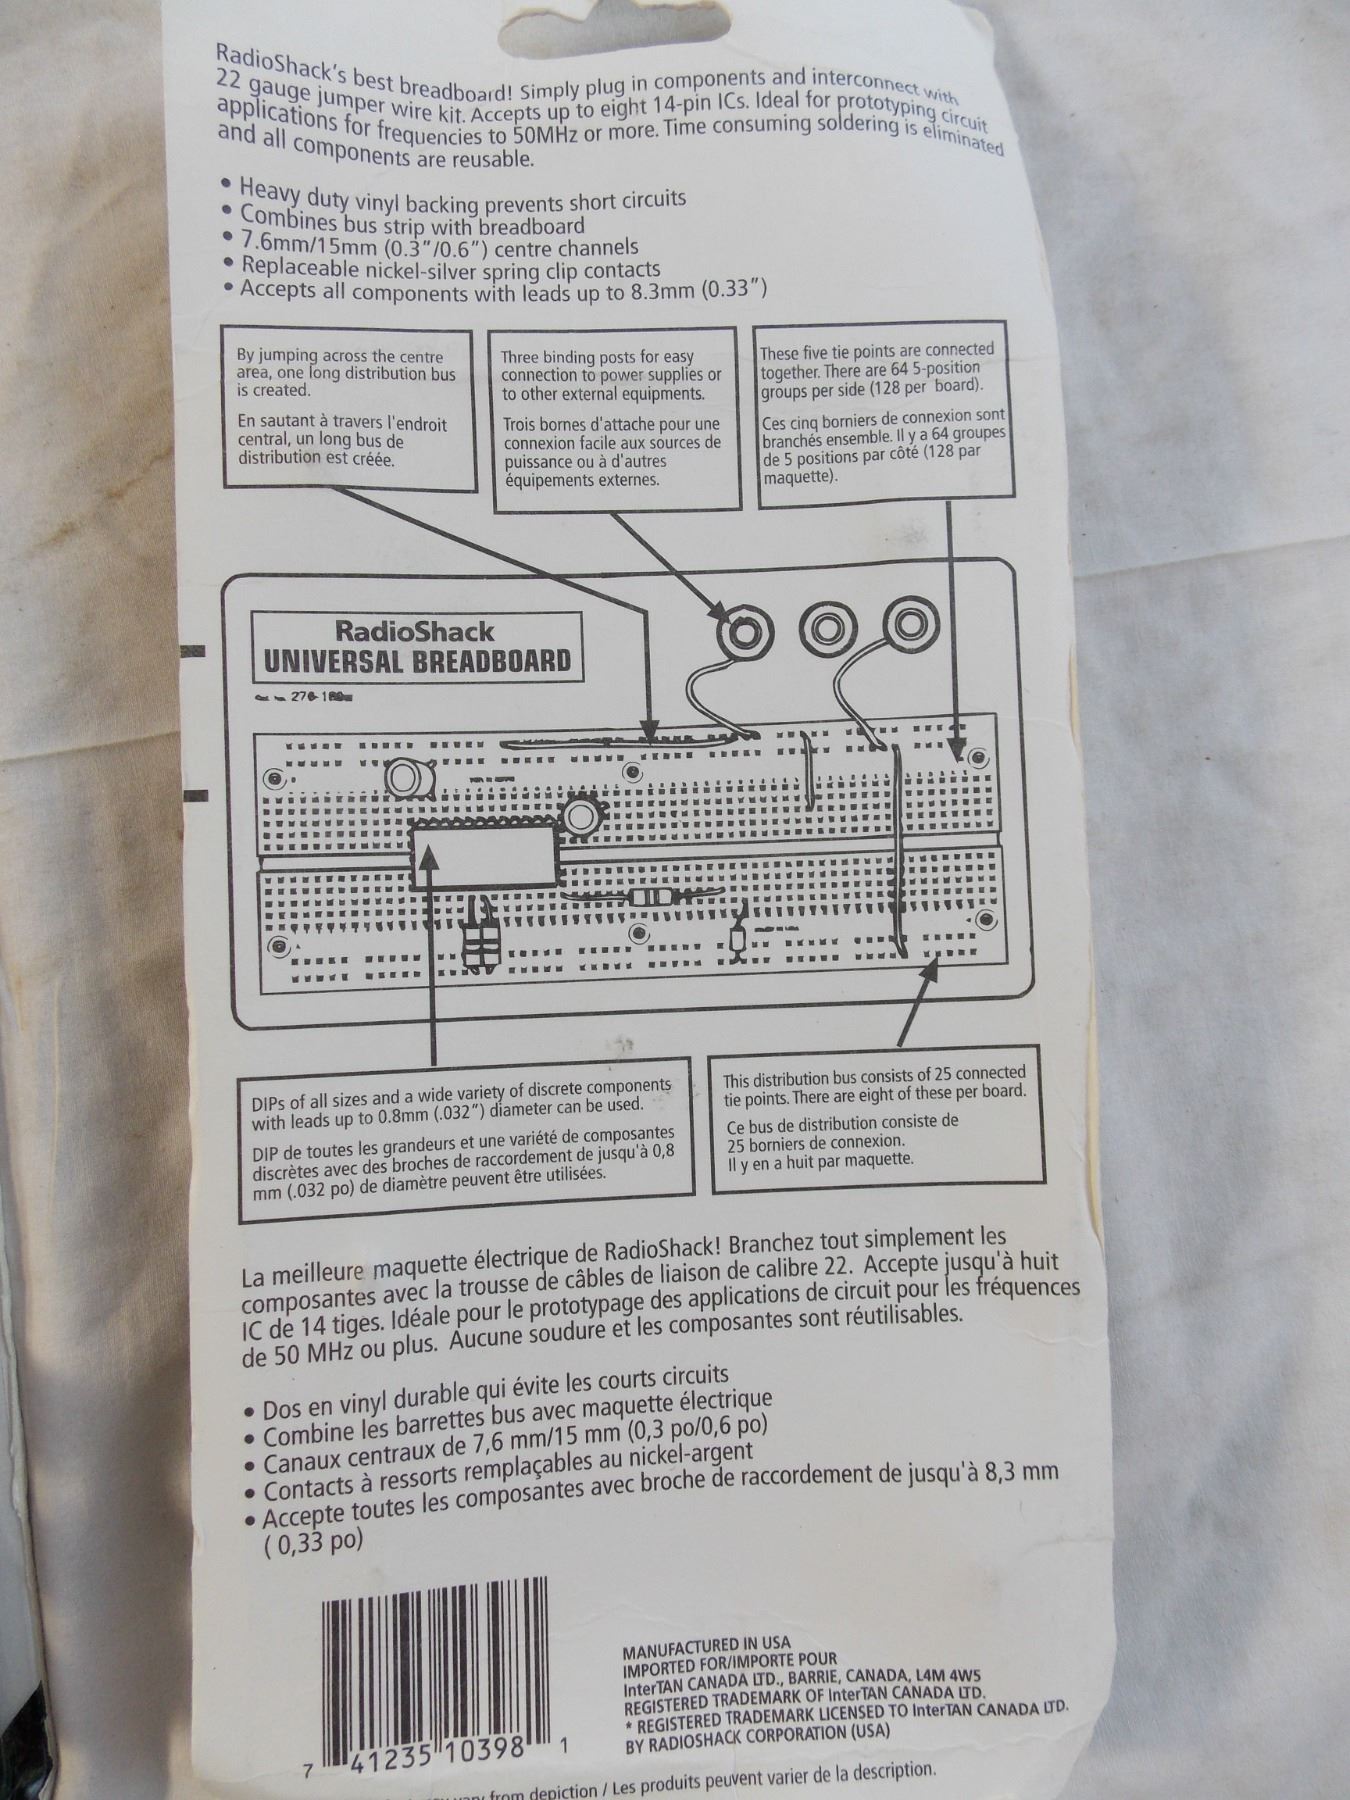 RadioShack's best breadboard! Simply plug in components and interconnect with
22 gauge jumper wire kit. Accepts up to eight 14-pin ICs. Ideal for prototyping circuit
applications for frequencies to 50MHz or more. Time consuming soldering is eliminated
and all components are reusable.
• Heavy duty vinyl backing prevents short circuits
• Combines bus strip with breadboard
• 7.6mm/15mm (0.3"/0.6") centre channels
• Replaceable nickel-silver spring clip contacts
• Accepts all components with leads up to 8.3mm (0.33")
By jumping across the centre
area, one long distribution bus
is created.
En sautant à travers l'endroit
central, un long bus de
distribution est créée.
Three binding posts for easy
connection to power supplies or
to other external equipments.
Trois bornes d'attache pour une
connexion facile aux sources de
puissance ou à d'autres
équipements externes.
These five tie points are connected
together. There are 64 5-position
groups per side (128 per board).
Ces cinq borniers de connexion sont
branchés ensemble. Il y a 64 groupes
de 5 positions par côté (128 par
maquette).
RadioShack
UNIVERSAL BREADBOARD
DIPs of all sizes and a wide variety of discrete components
with leads up to 0.8mm (.032") diameter can be used.
DIP de toutes les grandeurs et une variété de composantes
discrètes avec des broches de raccordement de jusqu'à 0,8
mm (.032 po) de diamètre peuvent être utilisées.
This distribution bus consists of 25 connected
tie points. There are eight of these per board.
Ce bus de distribution consiste de
25 borniers de connexion.
Il y en a huit par maquette.
La meilleure maquette électrique de RadioShack! Branchez tout simplement les
composantes avec la trousse de câbles de liaison de calibre 22. Accepte jusqu'à huit
IC de 14 tiges. Idéale pour le prototypage des applications de circuit pour les fréquences
de 50 MHz ou plus. Aucune soudure et les composantes sont réutilisables.
• Dos en vinyl durable qui évite les courts circuits
• Combine les barrettes bus avec maquette électrique
• Canaux centraux de 7,6 mm/15 mm (0,3 po/0,6 po)
• Contacts à ressorts remplaçables au nickel-argent
• Accepte toutes les composantes avec broche de raccordement de jusqu'à 8,3 mm
( 0,33 po)
7 41235 10398 1
MANUFACTURED IN USA
IMPORTED FOR/IMPORTE POUR
InterTAN CANADA LTD., BARRIE, CANADA, L4M 4W5
REGISTERED TRADEMARK OF InterTAN CANADA LTD.
* REGISTERED TRADEMARK LICENSED TO InterTAN CANADA LTD.
BY RADIOSHACK CORPORATION (USA)
from depiction / Les produits peuvent varier de la description.